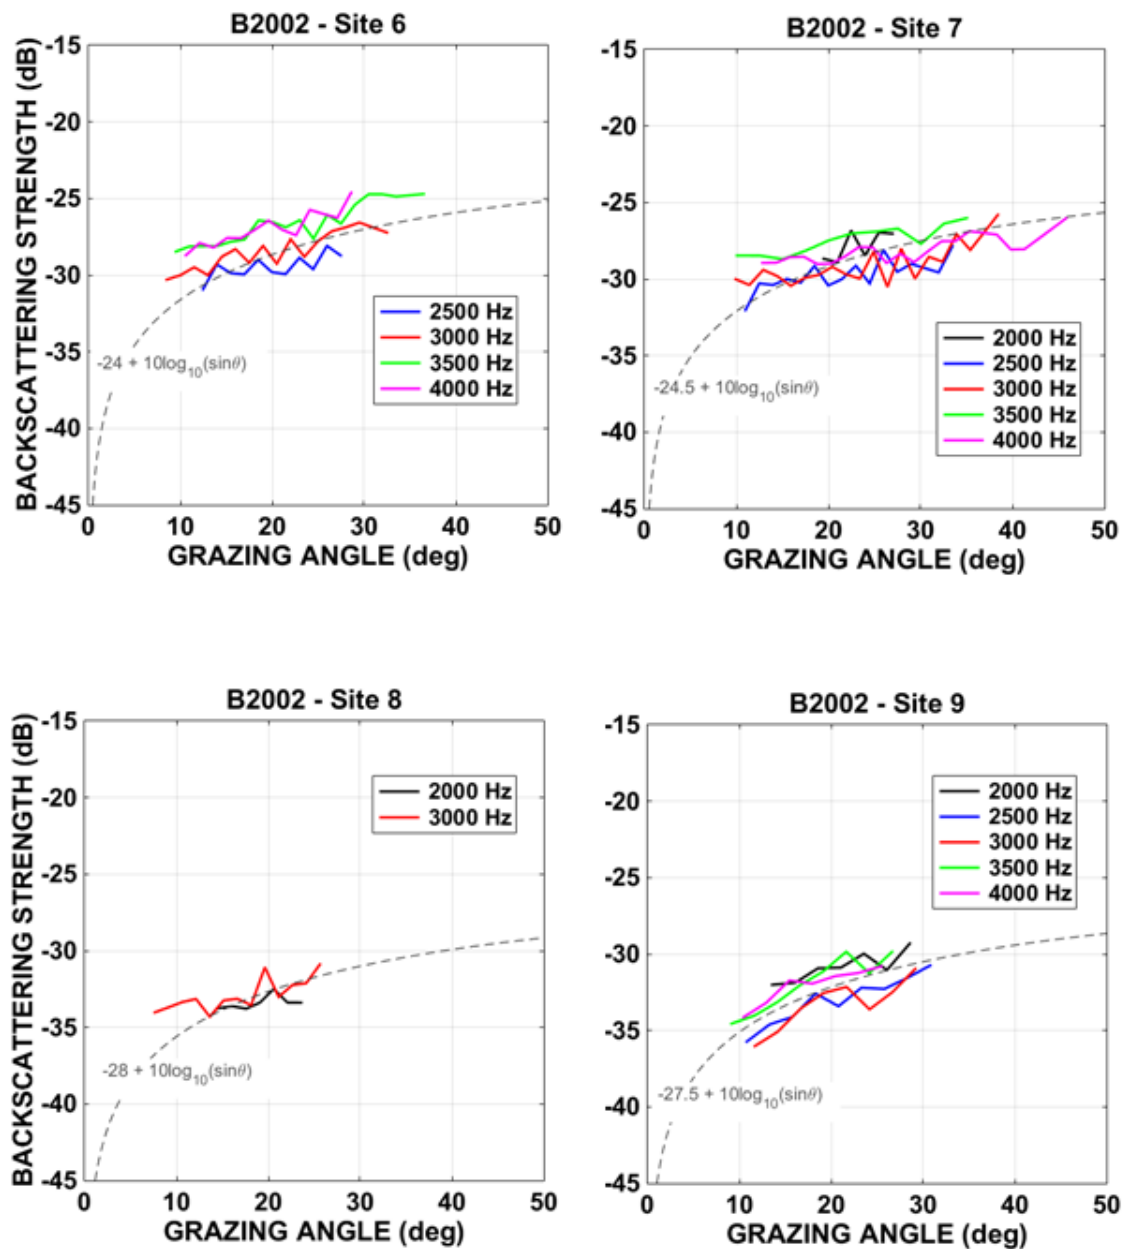 B2002 - Site 6
BACKSCATTERING STRENGTH (dB)
-15
-20
-25
-30
-35
-40
-45
-24 + 10log10(sinθ)
2500 Hz
3000 Hz
3500 Hz
4000 Hz
0 10 20 30 40 50
GRAZING ANGLE (deg)
B2002 - Site 7
-15
-20
-25
-30
-35
-40
-45
-24.5 + 10log10(sinθ)
2000 Hz
2500 Hz
3000 Hz
3500 Hz
4000 Hz
0 10 20 30 40 50
GRAZING ANGLE (deg)
B2002 - Site 8
BACKSCATTERING STRENGTH (dB)
-15
-20
-25
-30
-35
-40
-45
2000 Hz
3000 Hz
-28 + 10log10(sinθ)
0 10 20 30 40 50
GRAZING ANGLE (deg)
B2002 - Site 9
-15
-20
-25
-30
-35
-40
-45
2000 Hz
2500 Hz
3000 Hz
3500 Hz
4000 Hz
-27.5 + 10log10(sinθ)
0 10 20 30 40 50
GRAZING ANGLE (deg)